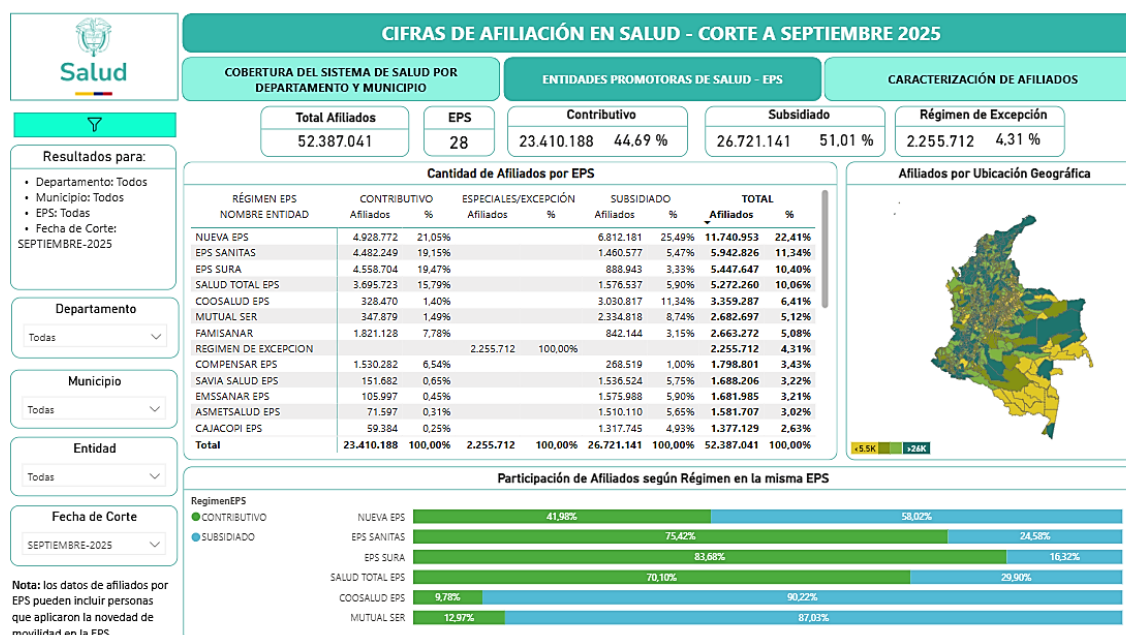 Salud
CIFRAS DE AFILIACIÓN EN SALUD - CORTE A SEPTIEMBRE 2025
COBERTURA DEL SISTEMA DE SALUD POR
DEPARTAMENTO Y MUNICIPIO
ENTIDADES PROMOTORAS DE SALUD - EPS
CARACTERIZACIÓN DE AFILIADOS
Total Afiliados
52.387.041
EPS
28
Contributivo
23.410.188 44,69 %
Subsidiado
26.721.141 51,01 %
Régimen de Excepción
2.255.712 4,31 %
Resultados para:
• Departamento: Todos
• Municipio: Todos
• EPS: Todas
• Fecha de Corte:
SEPTIEMBRE-2025
Departamento
Todas
Municipio
Todas
Entidad
Todas
Fecha de Corte
SEPTIEMBRE-2025
Nota: los datos de afiliados por
EPS pueden incluir personas
que aplicaron la novedad de
movilidad en la EPS
Cantidad de Afiliados por EPS
RÉGIMEN EPS CONTRIBUTIVO ESPECIALES/EXCEPCIÓN SUBSIDIADO TOTAL
NOMBRE ENTIDAD Afiliados % Afiliados % Afiliados % Afiliados %
NUEVA EPS 4.928.772 21,05% 6.812.181 25,49% 11.740.953 22,41%
EPS SANITAS 4.482.249 19,15% 1.460.577 5,47% 5.942.826 11,34%
EPS SURA 4.558.704 19,47% 888.943 3,33% 5.447.647 10,40%
SALUD TOTAL EPS 3.695.723 15,79% 1.576.537 5,90% 5.272.260 10,06%
COOSALUD EPS 328.470 1,40% 3.030.817 11,34% 3.359.287 6,41%
MUTUAL SER 347.879 1,49% 2.334.818 8,74% 2.682.697 5,12%
FAMISANAR 1.821.128 7,78% 842.144 3,15% 2.663.272 5,08%
REGIMEN DE EXCEPCION 2.255.712 100,00% 2.255.712 4,31%
COMPENSAR EPS 1.530.282 6,54% 268.519 1,00% 1.798.801 3,43%
SAVIA SALUD EPS 151.682 0,65% 1.536.524 5,75% 1.688.206 3,22%
EMSSANAR EPS 105.997 0,45% 1.575.988 5,90% 1.681.985 3,21%
ASMETSALUD EPS 71.597 0,31% 1.510.110 5,65% 1.581.707 3,02%
CAJACOPI EPS 59.384 0,25% 1.317.745 4,93% 1.377.129 2,63%
Total 23.410.188 100,00% 2.255.712 100,00% 26.721.141 100,00% 52.387.041 100,00%
Afiliados por Ubicación Geográfica
<5.5K >26K
Participación de Afiliados según Régimen en la misma EPS
RegimenEPS
CONTRIBUTIVO
SUBSIDIADO
NUEVA EPS 41,98% 58,02%
EPS SANITAS 75,42% 24,58%
EPS SURA 83,68% 16,32%
SALUD TOTAL EPS 70,10% 29,90%
COOSALUD EPS 9,78% 90,22%
MUTUAL SER 12,97% 87,03%